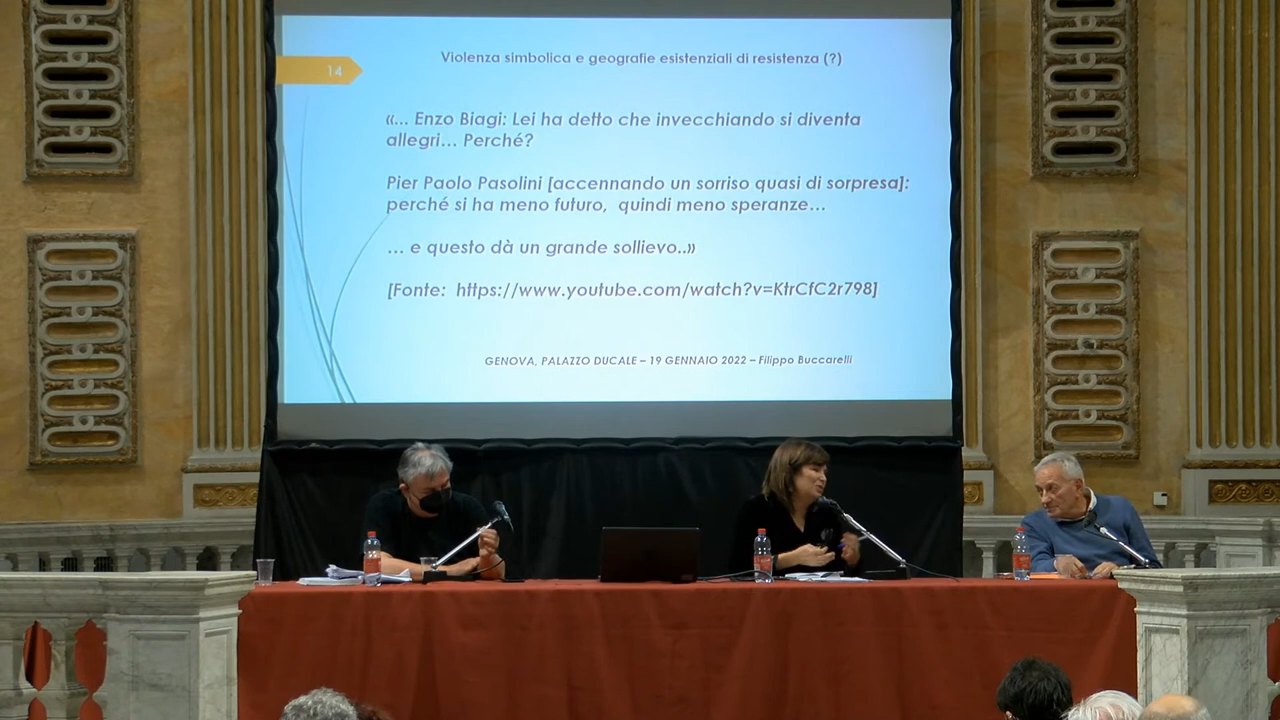 14
Violenza simbolica e geografie esistenziali di resistenza (?)
«... Enzo Biagi: Lei ha detto che invecchiando si diventa
allegri... Perché?
Pier Paolo Pasolini [accennando un sorriso quasi di sorpresa]:
perché si ha meno futuro, quindi meno speranze...
... e questo dà un grande sollievo..»
[Fonte: https://www.youtube.com/watch?v=KtrCfC2r798]
GENOVA, PALAZZO DUCALE – 19 GENNAIO 2022 – Filippo Buccarelli